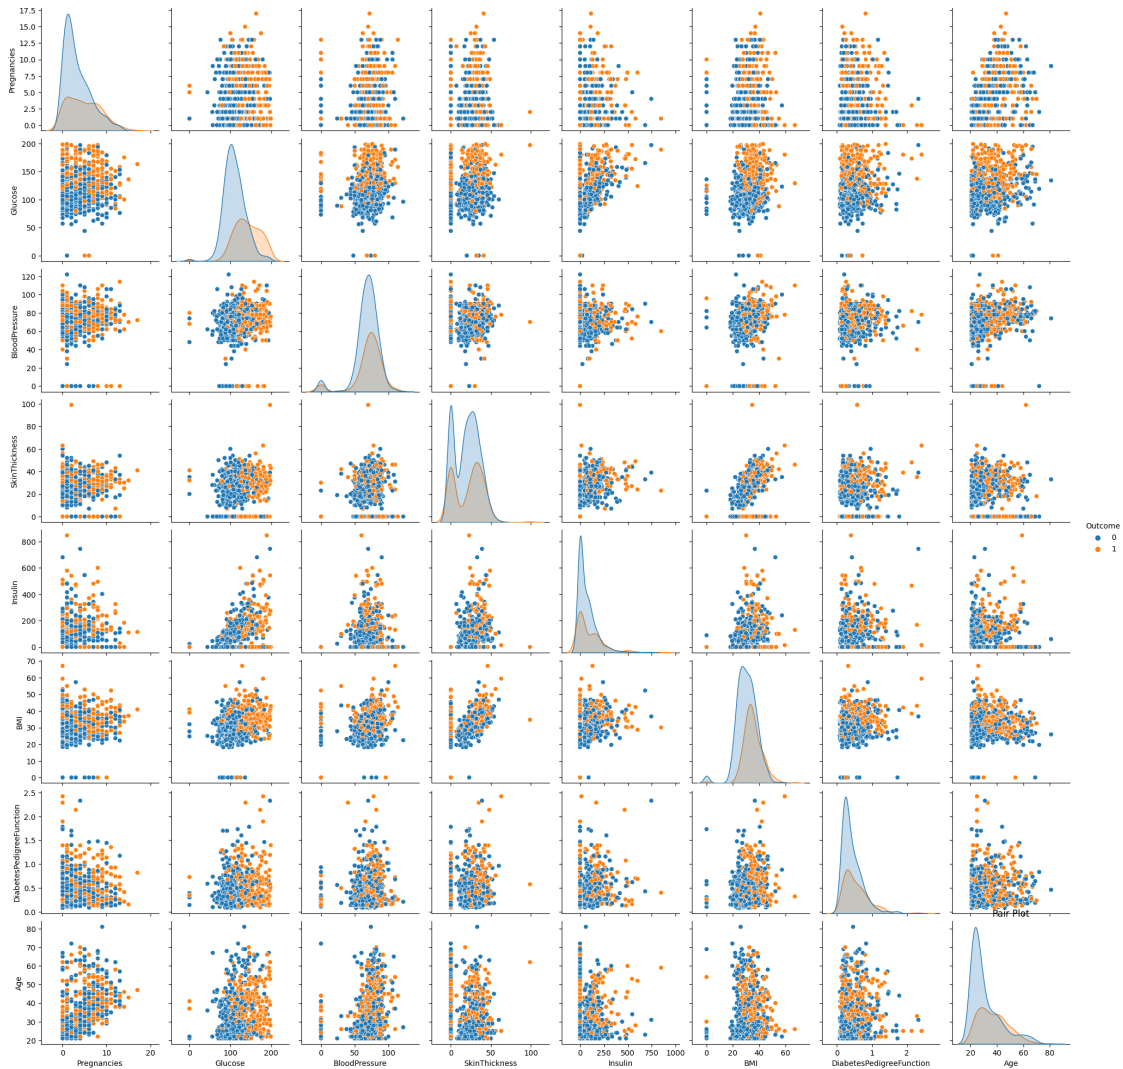 17.5
15.0
12.5
10.0
7.5
5.0
2.5
0.0
Pregnancies
200
150
100
50
0
Glucose
120
100
80
60
40
20
0
BloodPressure
100
80
60
40
20
0
SkinThickness
800
600
400
200
0
Insulin
Outcome
0
1
70
60
50
40
30
20
10
0
BMI
2.5
2.0
1.5
1.0
0.5
0.0
DiabetesPedigreeFunction
Pair Plot
80
70
60
50
40
30
20
Age
0 10 20
0 100 200
0 50 100
0 50 100
0 250 500 750 1000
0 20 40 60
0 1 2
20 40 60 80
Pregnancies
Glucose
BloodPressure
SkinThickness
Insulin
BMI
DiabetesPedigreeFunction
Age